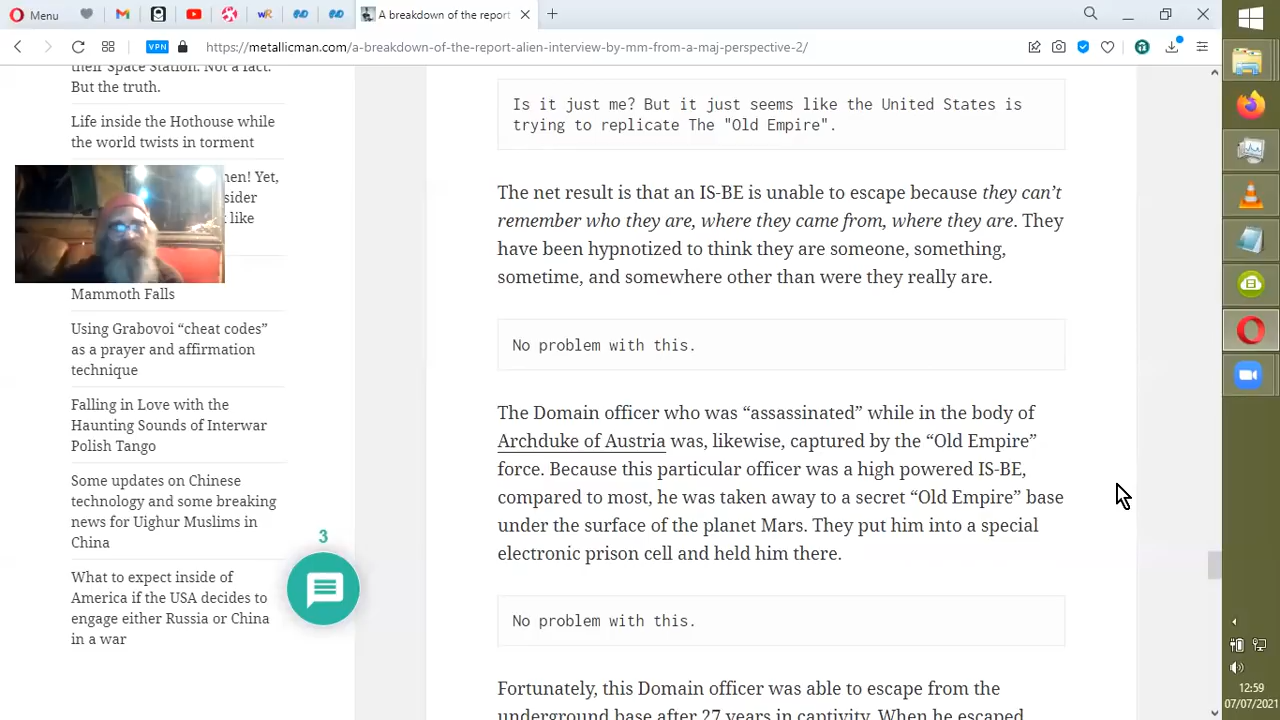 Menu
A breakdown of the report
VPN
https://metallicman.com/a-breakdown-of-the-report-alien-interview-by-mm-from-a-maj-perspective-2/
their Space Station. Not a fact.
But the truth.
Life inside the Hothouse while
the world twists in torment
men! Yet,
sider
like
Mammoth Falls
Using Grabovoi “cheat codes”
as a prayer and affirmation
technique
Falling in Love with the
Haunting Sounds of Interwar
Polish Tango
Some updates on Chinese
technology and some breaking
news for Uighur Muslims in
China
What to expect inside of
America if the USA decides to
engage either Russia or China
in a war
3
Is it just me? But it just seems like the United States is
trying to replicate The "Old Empire".
The net result is that an IS-BE is unable to escape because they can’t
remember who they are, where they came from, where they are. They
have been hypnotized to think they are someone, something,
sometime, and somewhere other than were they really are.
No problem with this.
The Domain officer who was “assassinated” while in the body of
Archduke of Austria was, likewise, captured by the “Old Empire”
force. Because this particular officer was a high powered IS-BE,
compared to most, he was taken away to a secret “Old Empire” base
under the surface of the planet Mars. They put him into a special
electronic prison cell and held him there.
No problem with this.
Fortunately, this Domain officer was able to escape from the
underground base after 27 years in captivity. When he escaped
12:59
07/07/2021